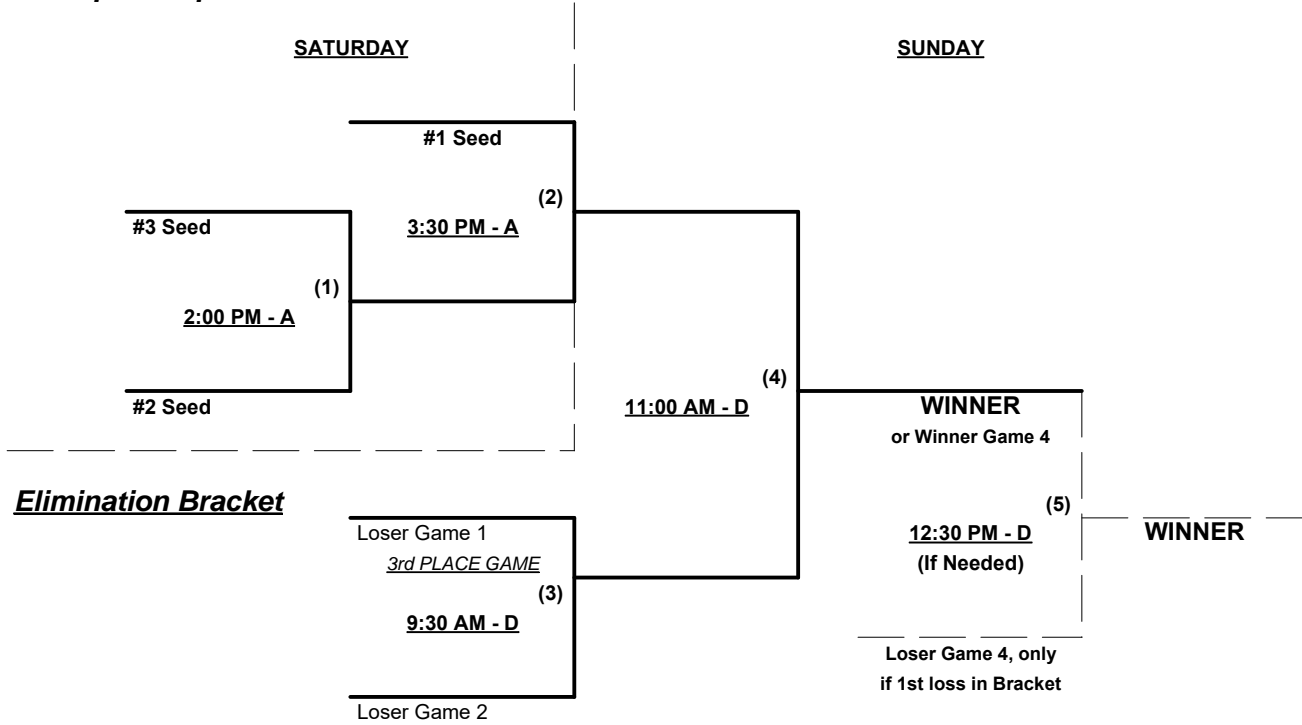 SATURDAY
SUNDAY
#1 Seed
(2)
#3 Seed
3:30 PM - A
(1)
2:00 PM - A
(4)
#2 Seed
11:00 AM - D
WINNER
or Winner Game 4
Elimination Bracket
(5)
Loser Game 1
12:30 PM - D
WINNER
3rd PLACE GAME
(If Needed)
(3)
9:30 AM - D
Loser Game 4, only
if 1st loss in Bracket
Loser Game 2